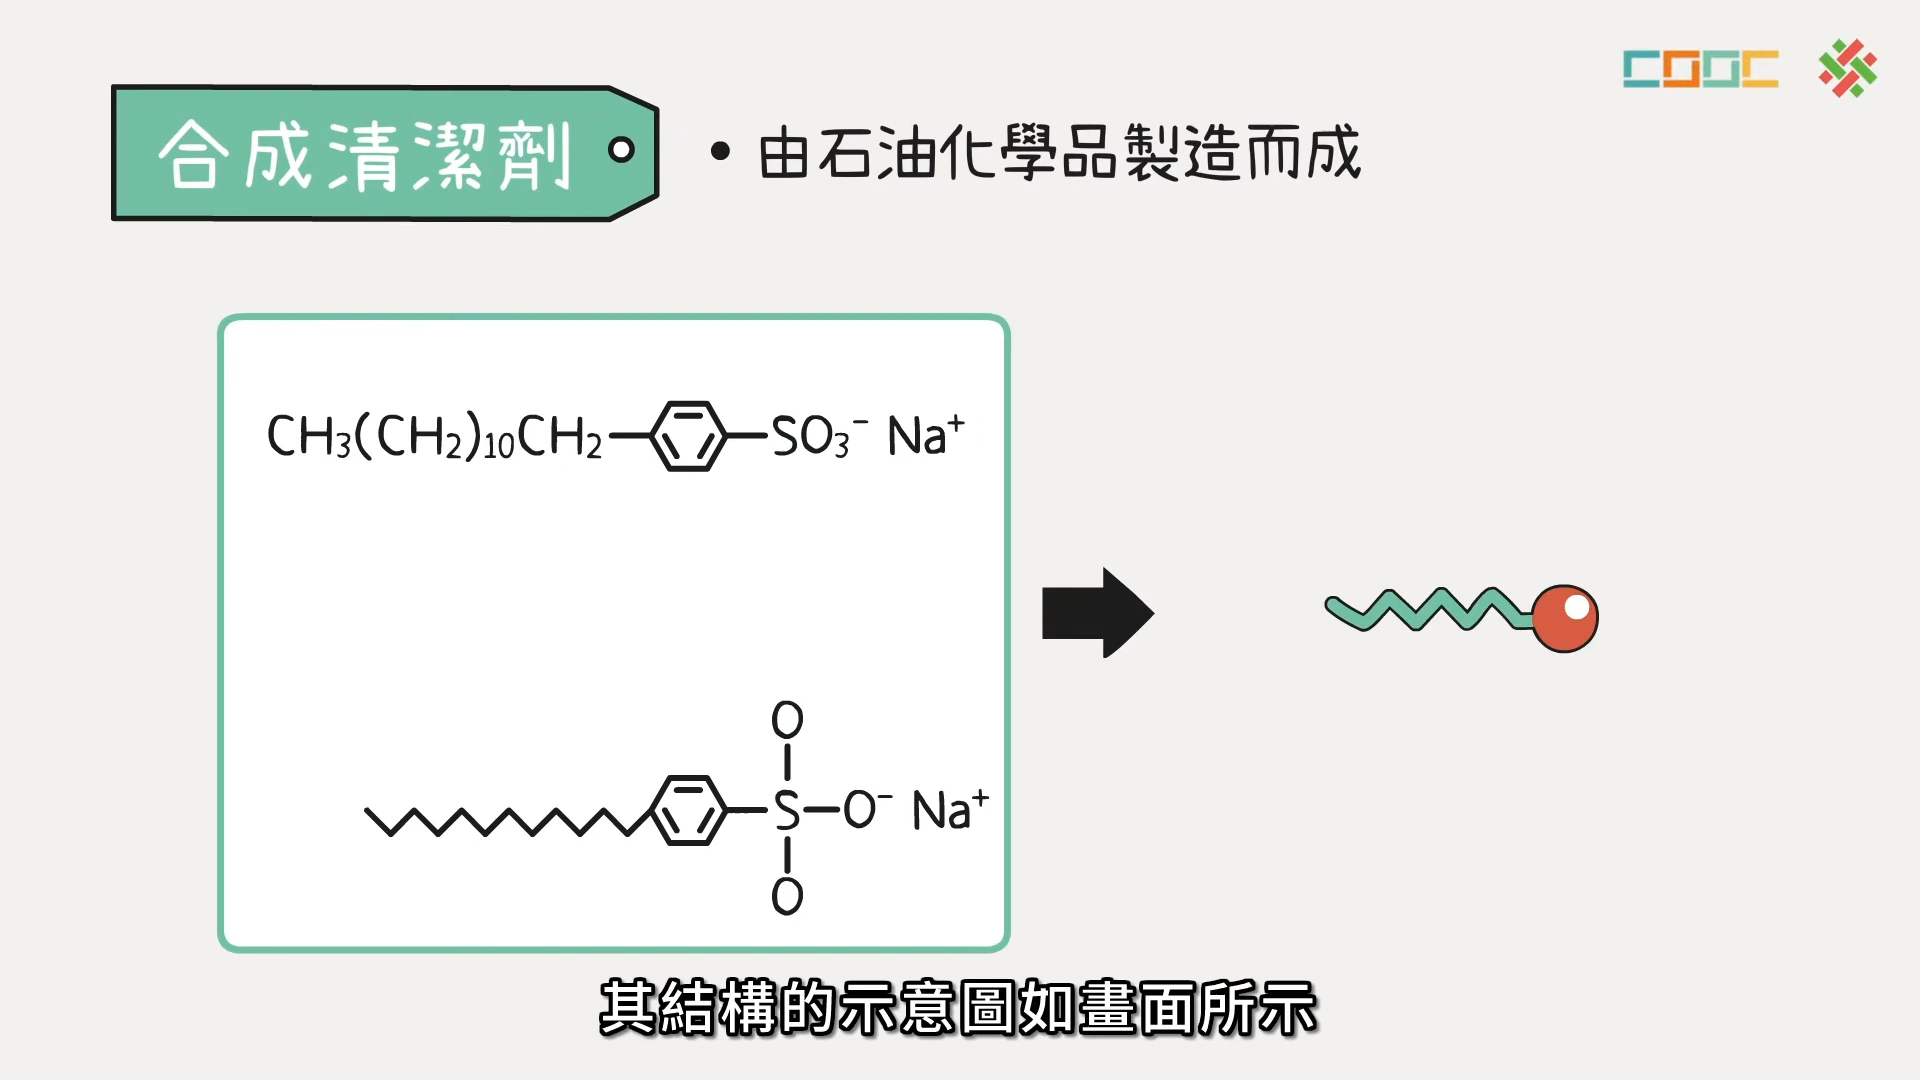 COOC
合成清潔劑
• 由石油化學品製造而成
CH₃(CH₂)₁₀CH₂ SO₃⁻ Na⁺
O
S O⁻ Na⁺
O
其結構的示意圖如畫面所示